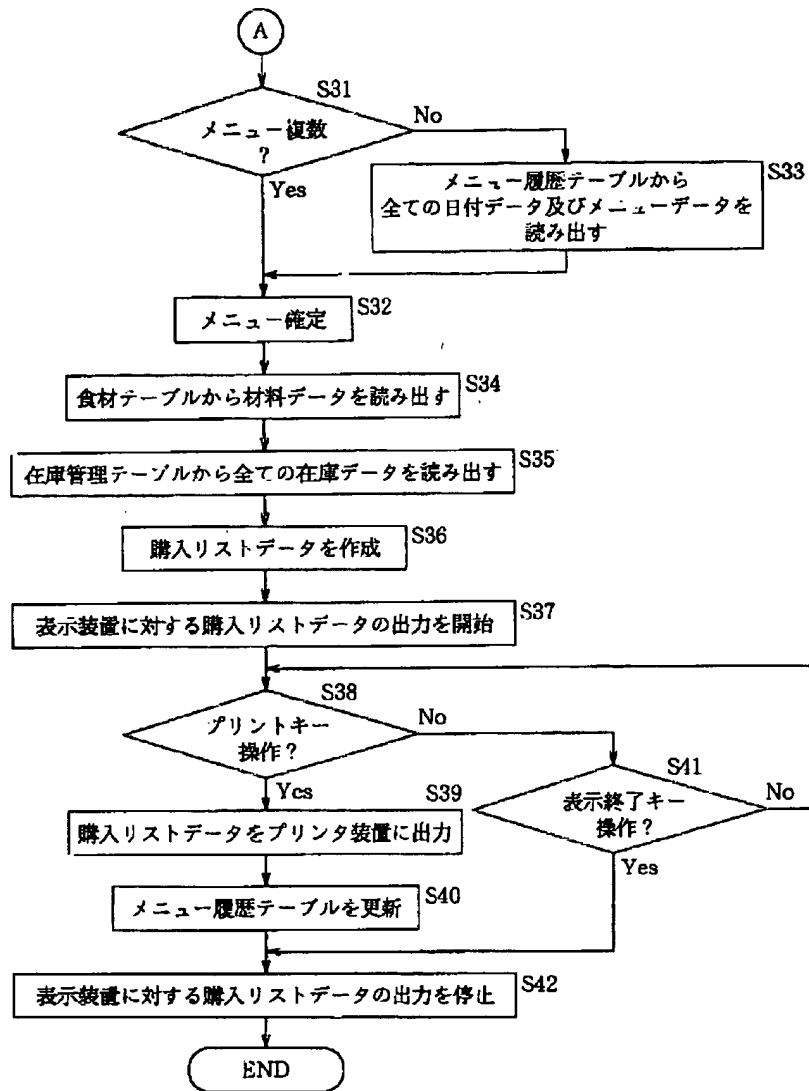 A
S31
メニュー複数
?
No
Yes
S33
メニュー履歴テーブルから
全ての日付データ及びメニューデータを
読み出す
S32
メニュー確定
S34
食材テーブルから材料データを読み出す
S35
在庫管理テーブルから全ての在庫データを読み出す
S36
購入リストデータを作成
S37
表示装置に対する購入リストデータの出力を開始
S38
プリントキー
操作?
No
Yes
S41
表示終了キー
操作?
No
Yes
S39
購入リストデータをプリンタ装置に出力
S40
メニュー履歴テーブルを更新
S42
表示装置に対する購入リストデータの出力を停止
END